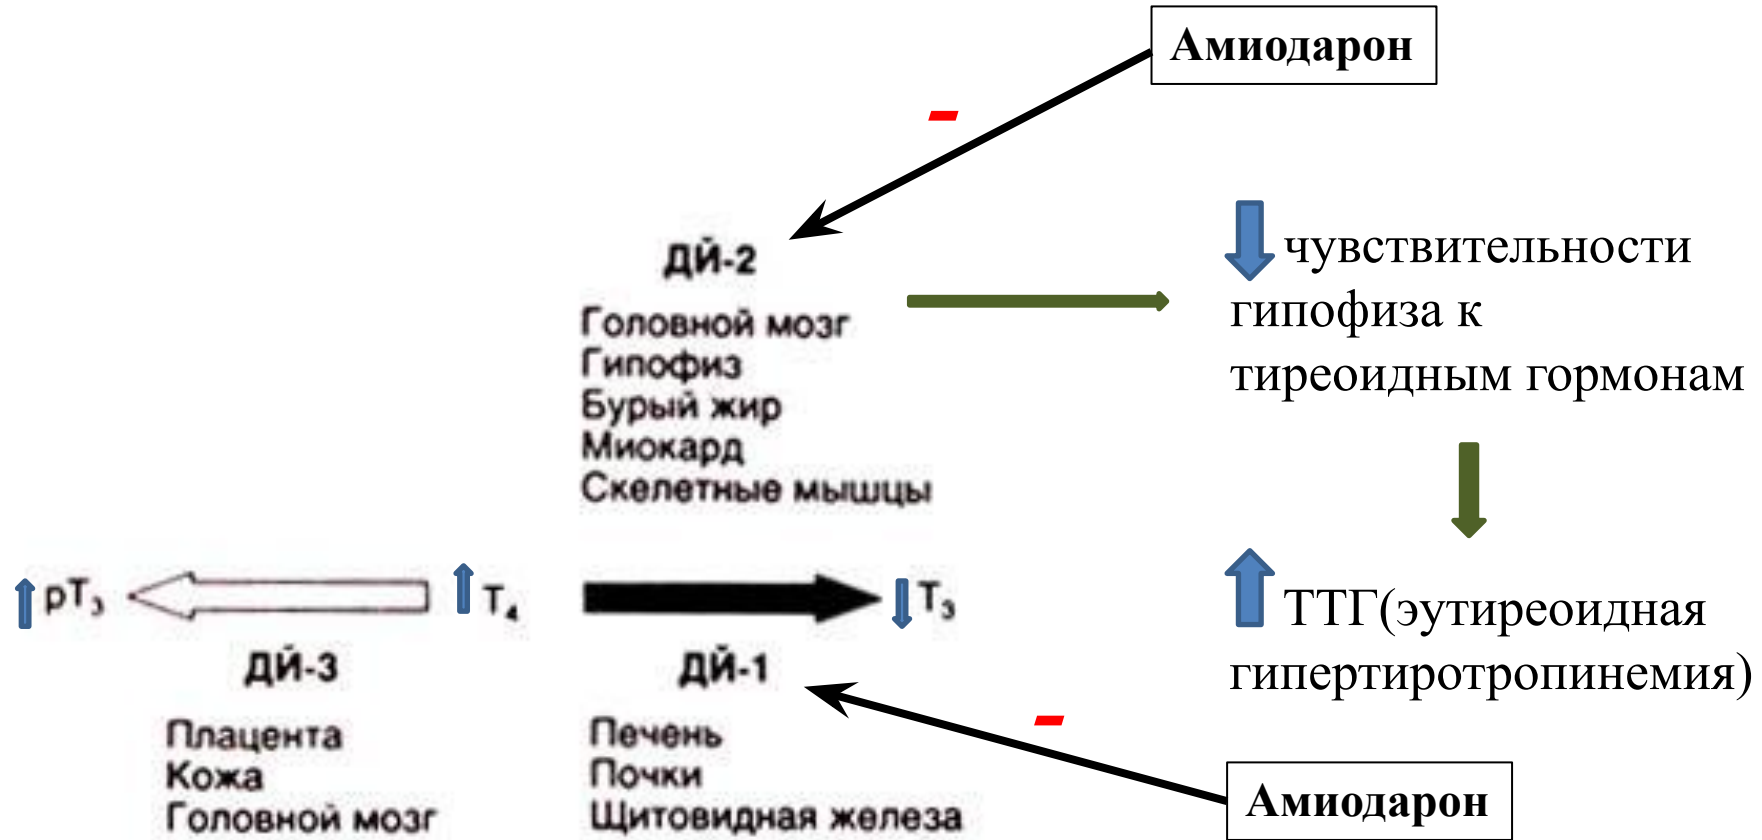 Амиодарон
-
ДЙ-2
Головной мозг
Гипофиз
Бурый жир
Миокард
Скелетные мышцы
чувствительности
гипофиза к
тиреоидным гормонам
рТ₃
Т₄
Т₃
ТТГ(эутиреоидная
гипертиротропинемия)
ДЙ-3
Плацента
Кожа
Головной мозг
ДЙ-1
Печень
Почки
Щитовидная железа
-
Амиодарон